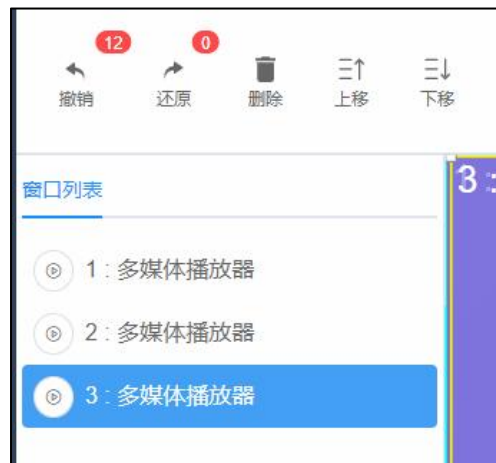 12 0
撤销 还原 删除 上移 下移
窗口列表
3 :
1 : 多媒体播放器
2 : 多媒体播放器
3 : 多媒体播放器